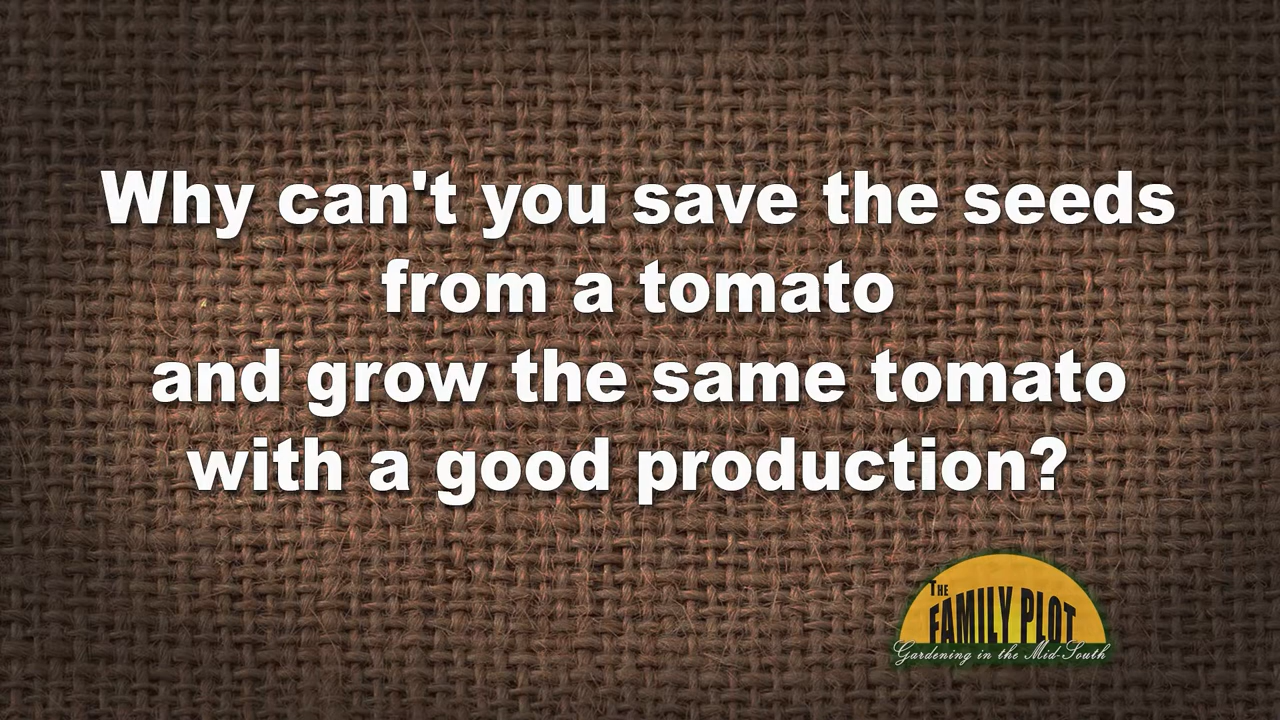 Why can't you save the seeds
from a tomato
and grow the same tomato
with a good production?
THE
FAMILY PLOT
Gardening in the Mid-South